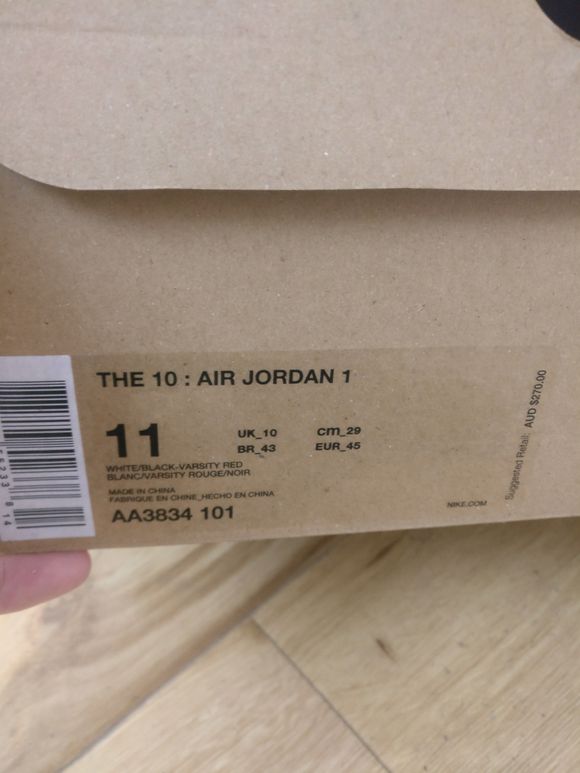 THE 10 : AIR JORDAN 1
11
UK_10 cm_29
BR_43 EUR_45
WHITE/BLACK-VARSITY RED
BLANC/VARSITY ROUGE/NOIR
MADE IN CHINA
FABRIQUE EN CHINE_HECHO EN CHINA
AA3834 101
NIKE.COM
Suggested Retail: AUD $270.00